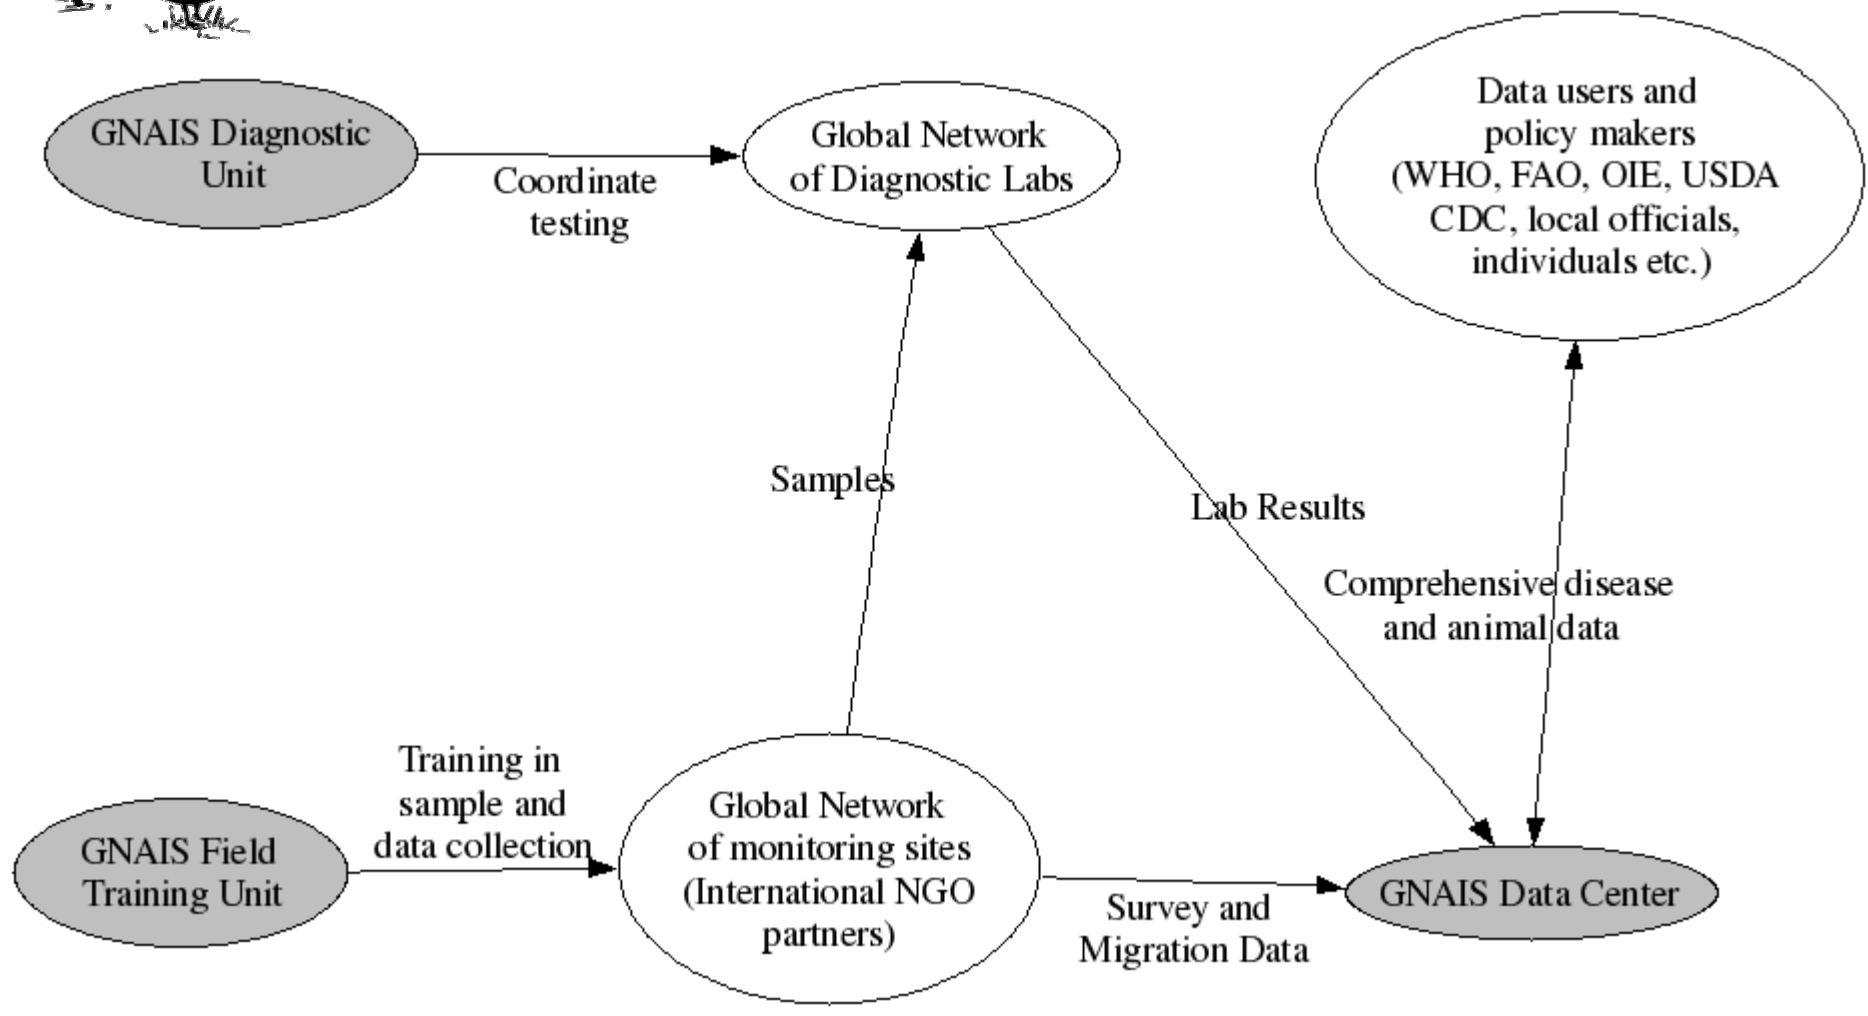 GNAIS Diagnostic
Unit
Coordinate
testing
Global Network
of Diagnostic Labs
Data users and
policy makers
(WHO, FAO, OIE, USDA
CDC, local officials,
individuals etc.)
Samples
Lab Results
Comprehensive disease
and animal data
Training in
sample and
data collection
GNAIS Field
Training Unit
Global Network
of monitoring sites
(International NGO
partners)
Survey and
Migration Data
GNAIS Data Center